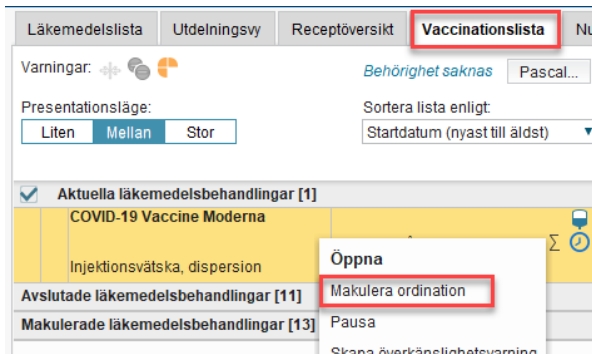 Läkemedelslista Utdelningsvy Receptöversikt Vaccinationslista
Varningar: Behörighet saknas Pascal...
Presentationsläge: Sortera lista enligt:
Liten Mellan Stor Startdatum (nyast till äldst)
Aktuella läkemedelsbehandlingar [1]
COVID-19 Vaccine Moderna
Σ
Injektionsvätska, dispersion
Öppna
Avslutade läkemedelsbehandlingar [11]
Makulera ordination
Makulerade läkemedelsbehandlingar [13]
Pausa
Skapa överkänslighetsvarning